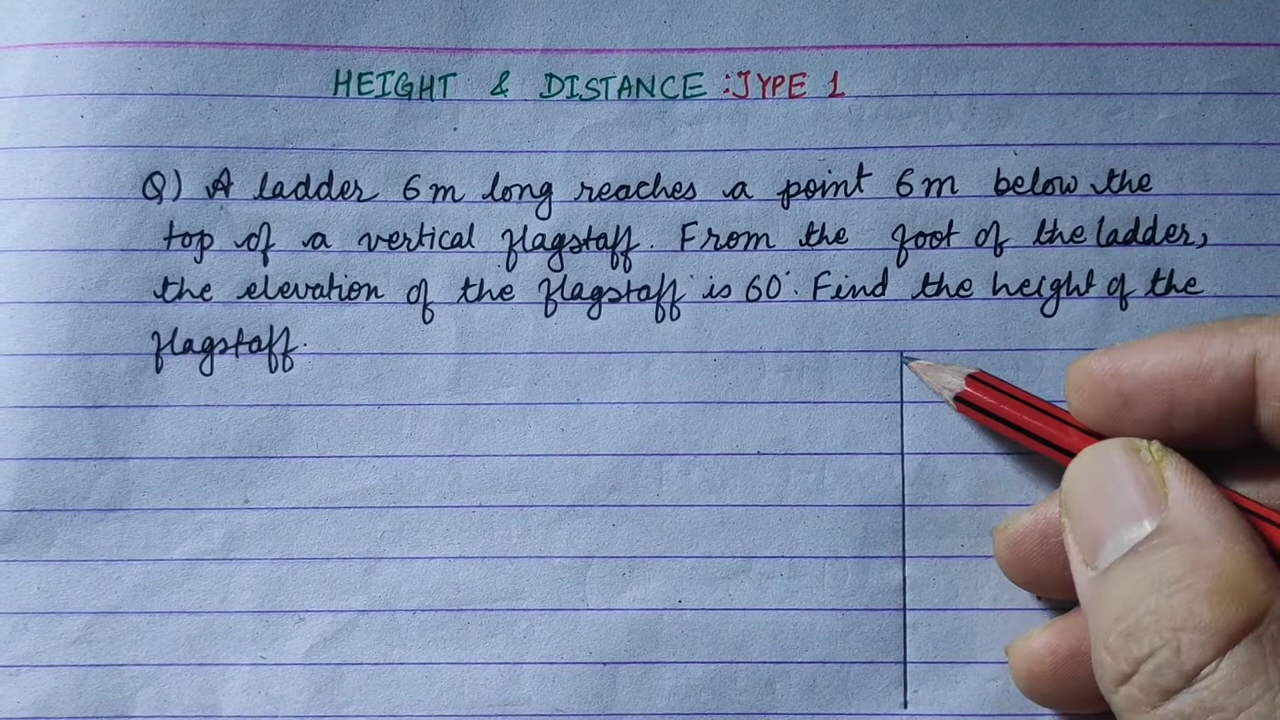 HEIGHT & DISTANCE :TYPE 1
Q) A ladder 6m long reaches a point 6m below the
top of a vertical flagstaff. From the foot of the ladder,
the elevation of the flagstaff is 60°. Find the height of the
flagstaff.